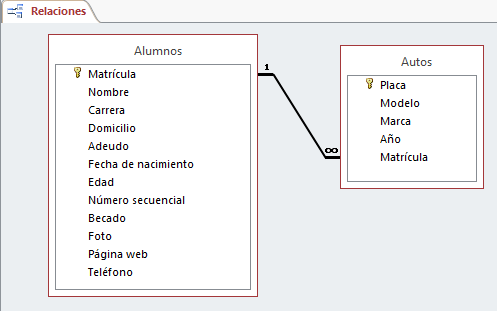 Relaciones
Alumnos
Matrícula
Nombre
Carrera
Domicilio
Adeudo
Fecha de nacimiento
Edad
Número secuencial
Becado
Foto
Página web
Teléfono
1
∞
Autos
Placa
Modelo
Marca
Año
Matrícula